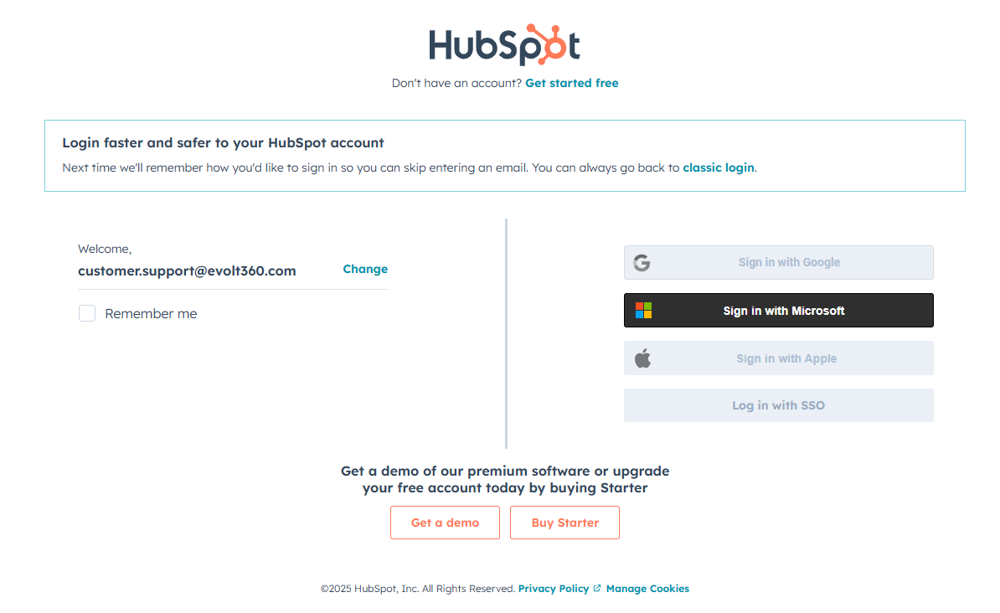 HubSpot
Don't have an account? Get started free
Login faster and safer to your HubSpot account
Next time we'll remember how you'd like to sign in so you can skip entering an email. You can always go back to classic login.
Welcome,
customer.support@evolt360.com
Change
Remember me
Sign in with Google
Sign in with Microsoft
Sign in with Apple
Log in with SSO
Get a demo of our premium software or upgrade
your free account today by buying Starter
Get a demo
Buy Starter
©2025 HubSpot, Inc. All Rights Reserved. Privacy Policy Manage Cookies